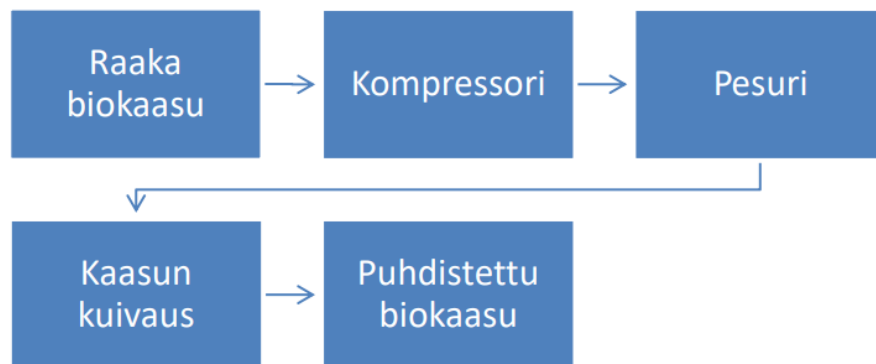 Raaka
biokaasu
Kompressori
Pesuri
Kaasun
kuivaus
Puhdistettu
biokaasu